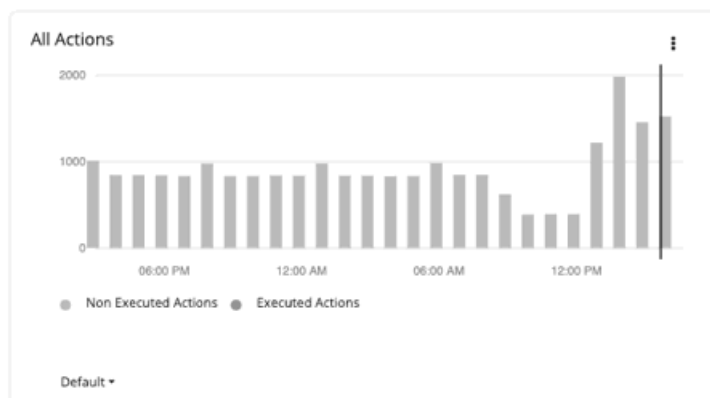 All Actions
2000
1000
0
06:00 PM 12:00 AM 06:00 AM 12:00 PM
Non Executed Actions Executed Actions
Default